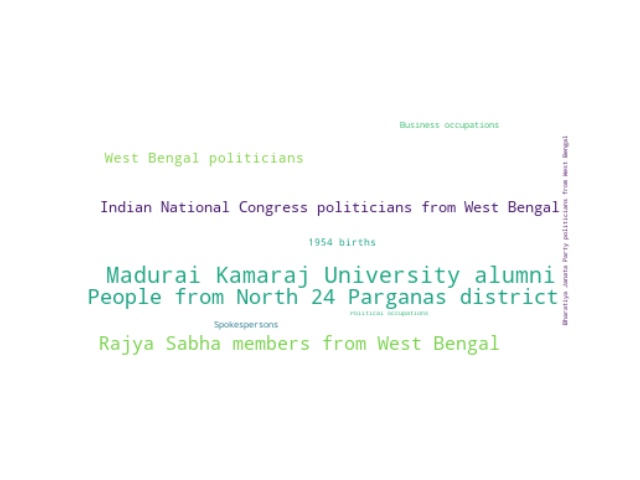 Business occupations
West Bengal politicians
Indian National Congress politicians from West Bengal
1954 births
Madurai Kamaraj University alumni
People from North 24 Parganas district
Political occupations
Spokespersons
Rajya Sabha members from West Bengal
Bharatiya Janata Party politicians from West Bengal